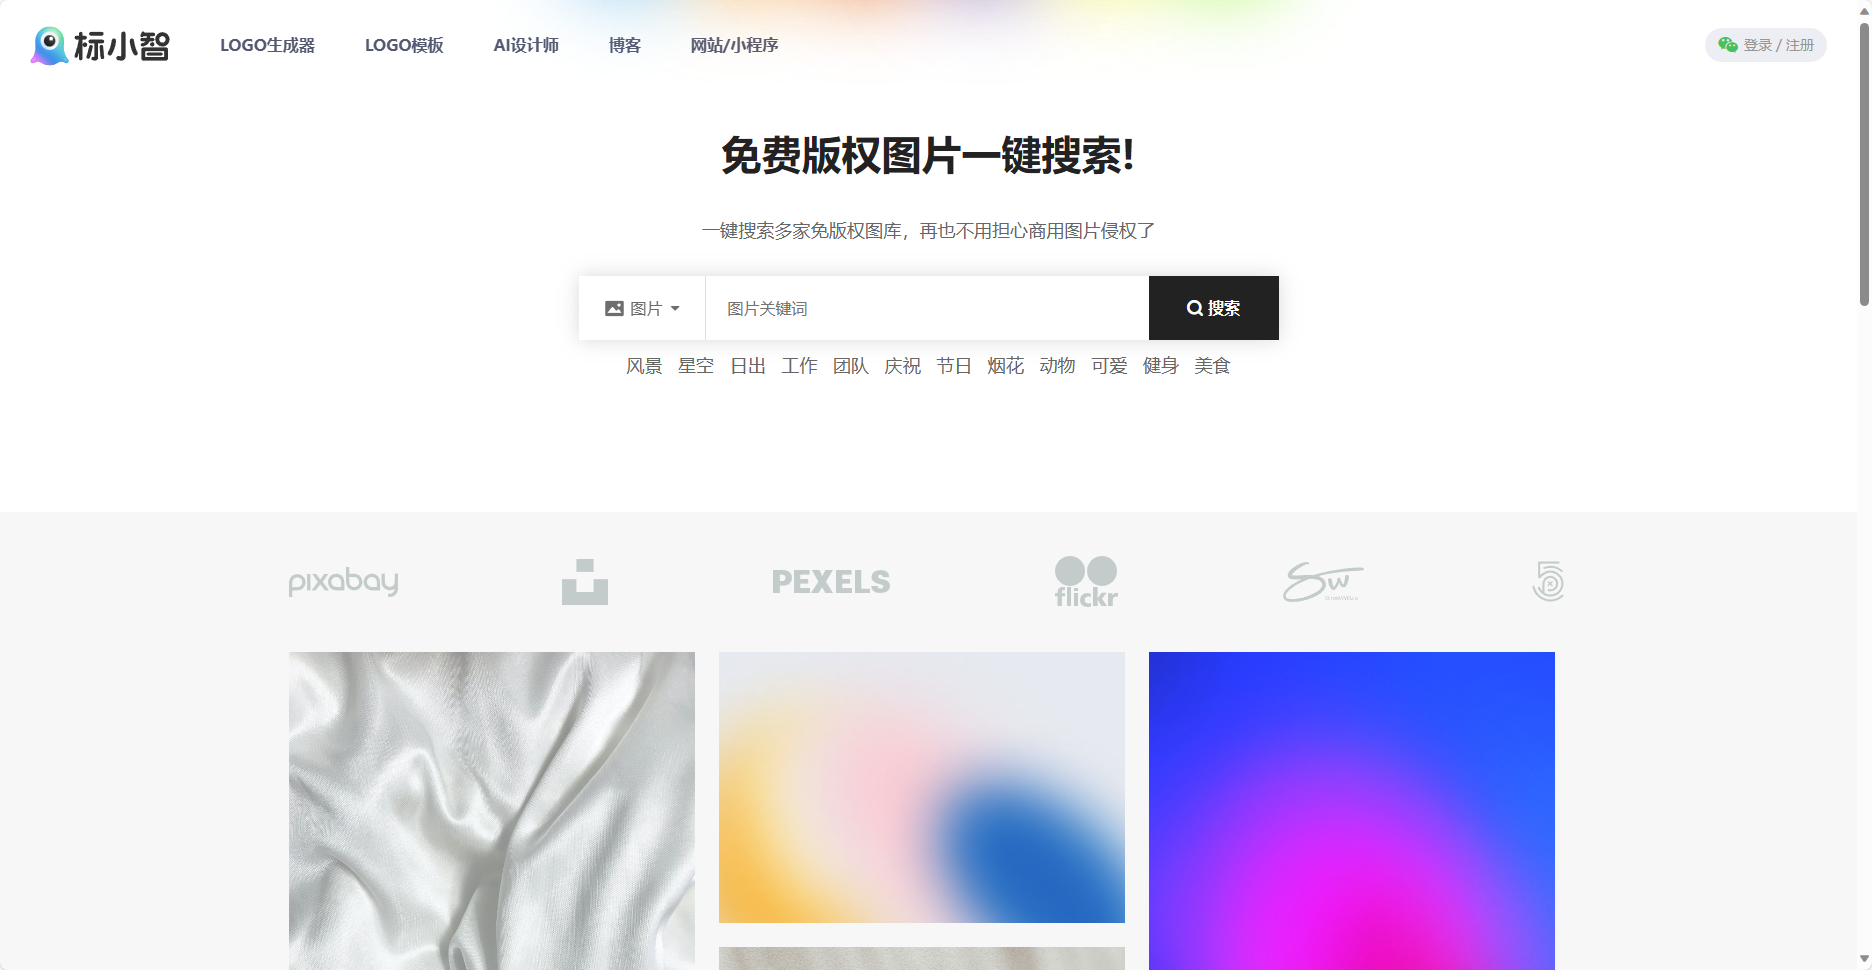 标小智
LOGO生成器 LOGO模板 AI设计师 博客 网站/小程序
登录 / 注册
免费版权图片一键搜索!
一键搜索多家免版权图库，再也不用担心商用图片侵权了
图片 图片关键词 搜索
风景 星空 日出 工作 团队 庆祝 节日 烟花 动物 可爱 健身 美食
pixabay PEXELS flickr Sw 5